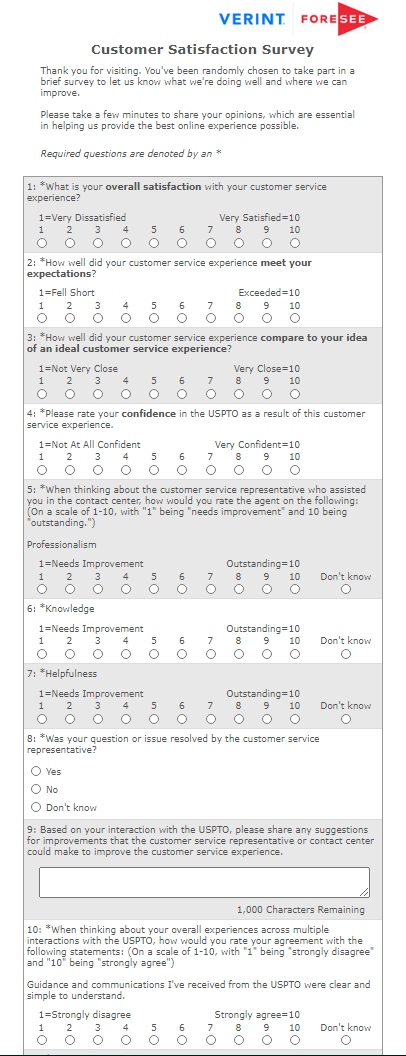 VERINT FORESEE
Customer Satisfaction Survey
Thank you for visiting. You've been randomly chosen to take part in a
brief survey to let us know what we're doing well and where we can
improve.
Please take a few minutes to share your opinions, which are essential
in helping us provide the best online experience possible.
Required questions are denoted by an *
1: *What is your overall satisfaction with your customer service
experience?
1=Very Dissatisfied Very Satisfied=10
1 2 3 4 5 6 7 8 9 10
2: *How well did your customer service experience meet your
expectations?
1=Fell Short Exceeded=10
1 2 3 4 5 6 7 8 9 10
3: *How well did your customer service experience compare to your idea
of an ideal customer service experience?
1=Not Very Close Very Close=10
1 2 3 4 5 6 7 8 9 10
4: *Please rate your confidence in the USPTO as a result of this customer
service experience.
1=Not At All Confident Very Confident=10
1 2 3 4 5 6 7 8 9 10
5: *When thinking about the customer service representative who assisted
you in the contact center, how would you rate the agent on the following:
(On a scale of 1-10, with "1" being "needs improvement" and 10 being
"outstanding.")
Professionalism
1=Needs Improvement Outstanding=10
1 2 3 4 5 6 7 8 9 10 Don't know
6: *Knowledge
1=Needs Improvement Outstanding=10
1 2 3 4 5 6 7 8 9 10 Don't know
7: *Helpfulness
1=Needs Improvement Outstanding=10
1 2 3 4 5 6 7 8 9 10 Don't know
8: *Was your question or issue resolved by the customer service
representative?
Yes
No
Don't know
9: Based on your interaction with the USPTO, please share any suggestions
for improvements that the customer service representative or contact center
could make to improve the customer service experience.
1,000 Characters Remaining
10: *When thinking about your overall experiences across multiple
interactions with the USPTO, how would you rate your agreement with the
following statements: (On a scale of 1-10, with "1" being "strongly disagree"
and "10" being "strongly agree")
Guidance and communications I've received from the USPTO were clear and
simple to understand.
1=Strongly disagree Strongly agree=10
1 2 3 4 5 6 7 8 9 10 Don't know